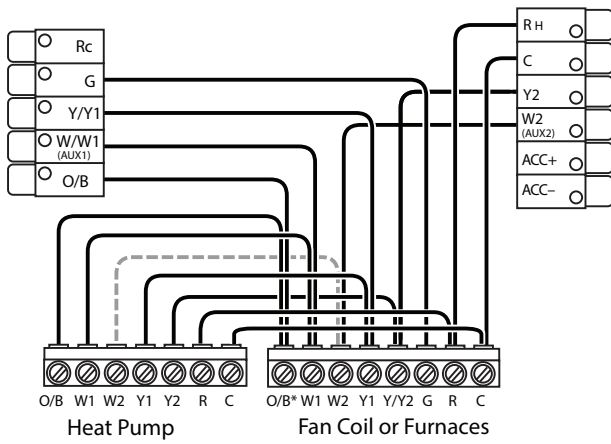 Rc
G
Y/Y1
W/W1
(AUX1)
O/B
RH
C
Y2
W2
(AUX2)
ACC+
ACC–
O/B W1 W2 Y1 Y2 R C
O/B* W1 W2 Y1 Y/Y2 G R C
Heat Pump
Fan Coil or Furnaces